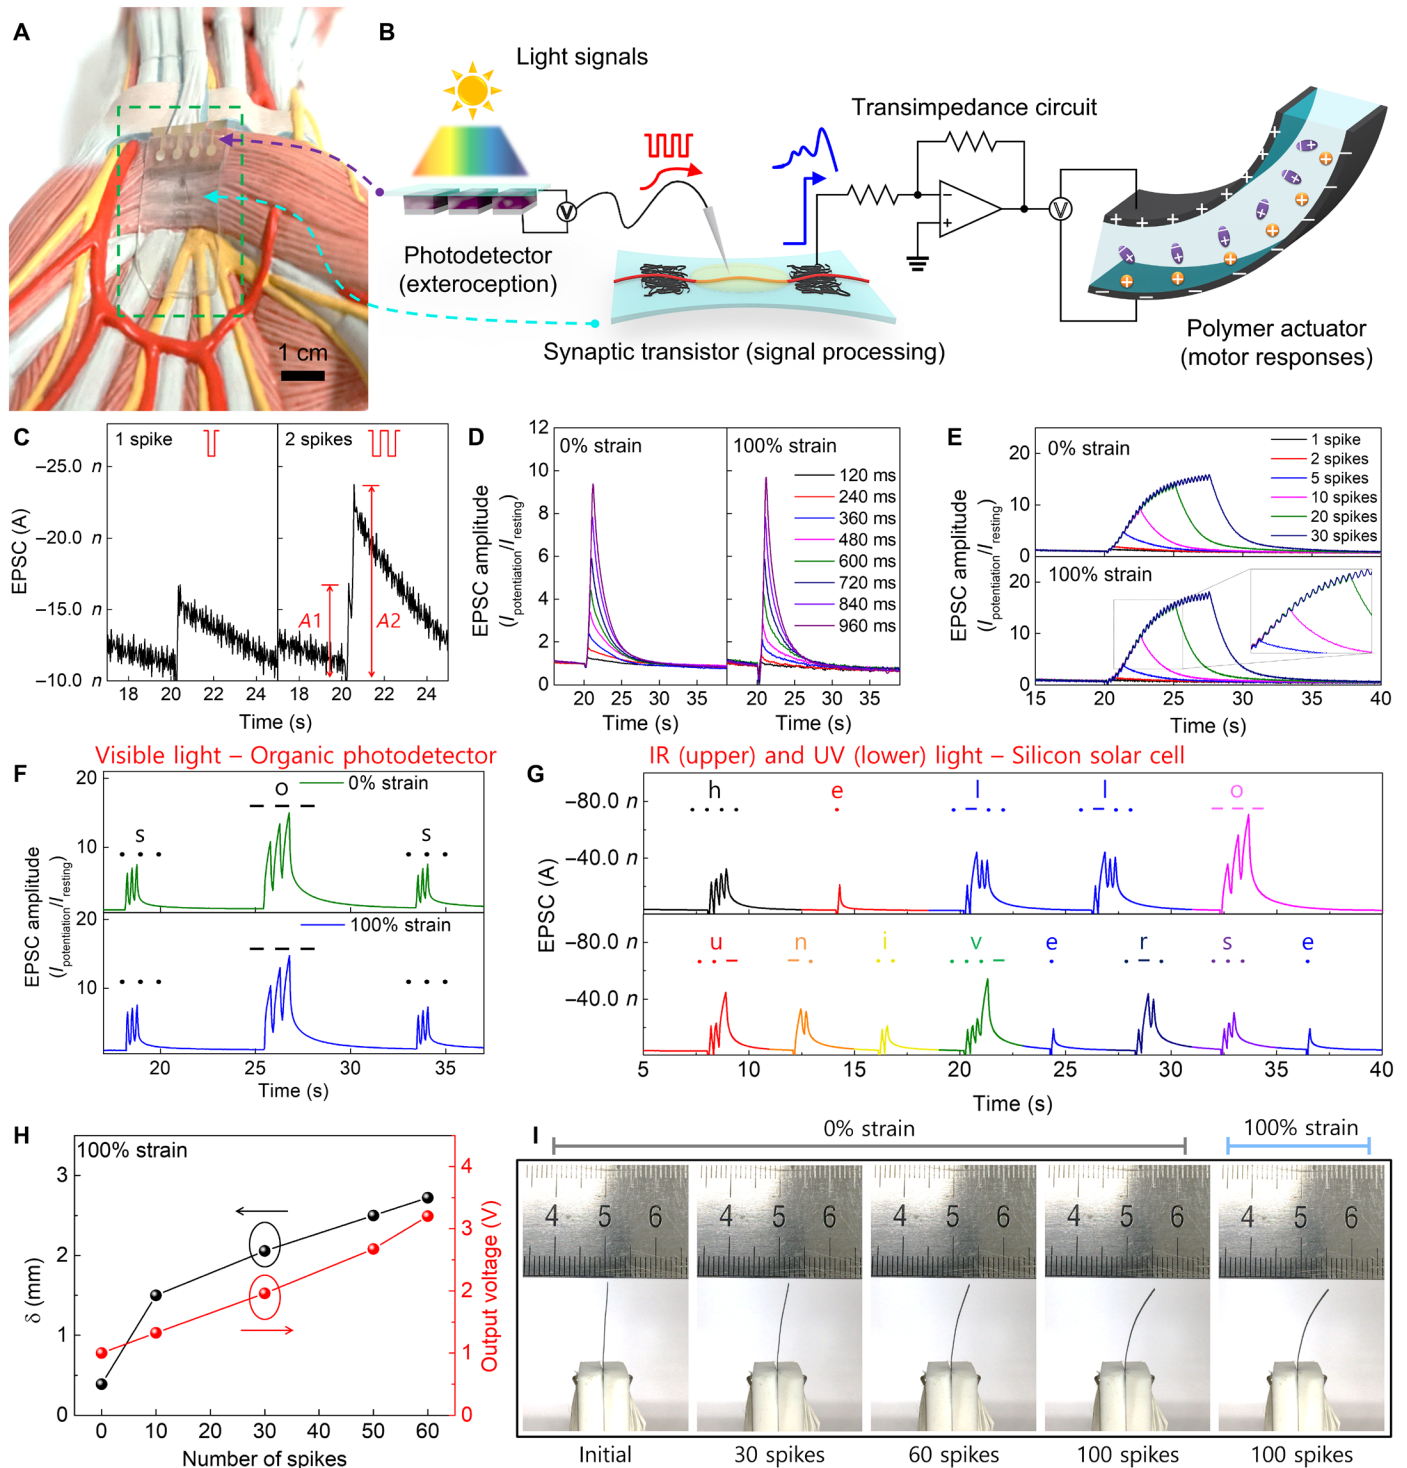 A
1 cm
B
Light signals
Photodetector
(exteroception)
V
Synaptic transistor (signal processing)
Transimpedance circuit
V
Polymer actuator
(motor responses)
C
1 spike
2 spikes
A1
A2
EPSC (A)
−25.0 n
−20.0 n
−15.0 n
−10.0 n
17 20 22 24 18 20 22 24
Time (s)
D
0% strain
100% strain
120 ms
240 ms
360 ms
480 ms
600 ms
720 ms
840 ms
960 ms
EPSC amplitude
(Ipotentiation/Iresting)
12
10
8
6
4
2
0
20 25 30 35 20 25 30 35
Time (s)
Time (s)
E
0% strain
1 spike
2 spikes
5 spikes
10 spikes
20 spikes
30 spikes
100% strain
EPSC amplitude
(Ipotentiation/Iresting)
20
10
0
20
10
0
15 20 25 30 35 40
Time (s)
Visible light – Organic photodetector
F
0% strain
s
o
s
100% strain
EPSC amplitude
(Ipotentiation/Iresting)
20
10
20
10
20 25 30 35
Time (s)
IR (upper) and UV (lower) light – Silicon solar cell
G
h e l l o
u n i v e r s e
EPSC (A)
−80.0 n
−40.0 n
−80.0 n
−40.0 n
5 10 15 20 25 30 35 40
Time (s)
H
100% strain
δ (mm)
3
2
1
0
Output voltage (V)
4
3
2
1
0
0 10 20 30 40 50 60
Number of spikes
I
0% strain
100% strain
4 5 6
4 5 6
4 5 6
4 5 6
4 5 6
Initial
30 spikes
60 spikes
100 spikes
100 spikes